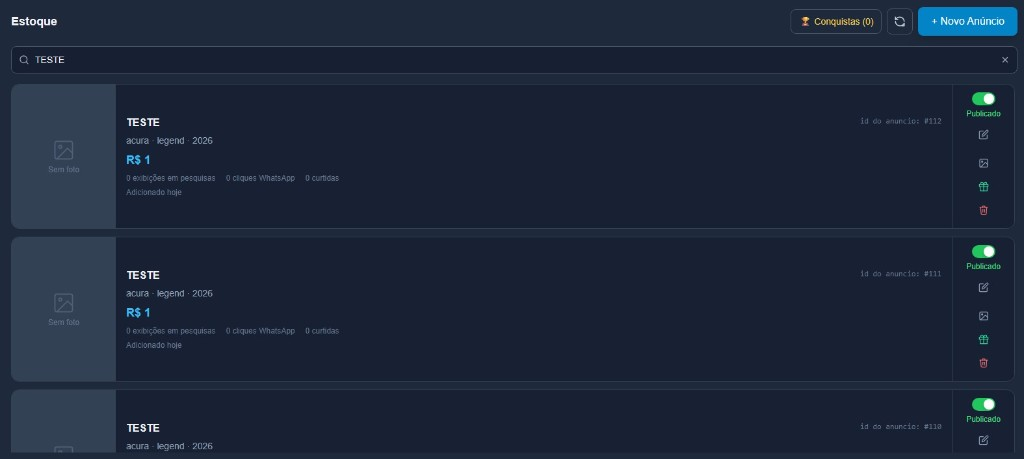 Estoque
🏆 Conquistas (0)
+ Novo Anúncio
TESTE
Sem foto
TESTE
acura · legend · 2026
R$ 1
0 exibições em pesquisas 0 cliques WhatsApp 0 curtidas
Adicionado hoje
id do anuncio: #112
Publicado
Sem foto
TESTE
acura · legend · 2026
R$ 1
0 exibições em pesquisas 0 cliques WhatsApp 0 curtidas
Adicionado hoje
id do anuncio: #111
Publicado
TESTE
acura · legend · 2026
id do anuncio: #110
Publicado